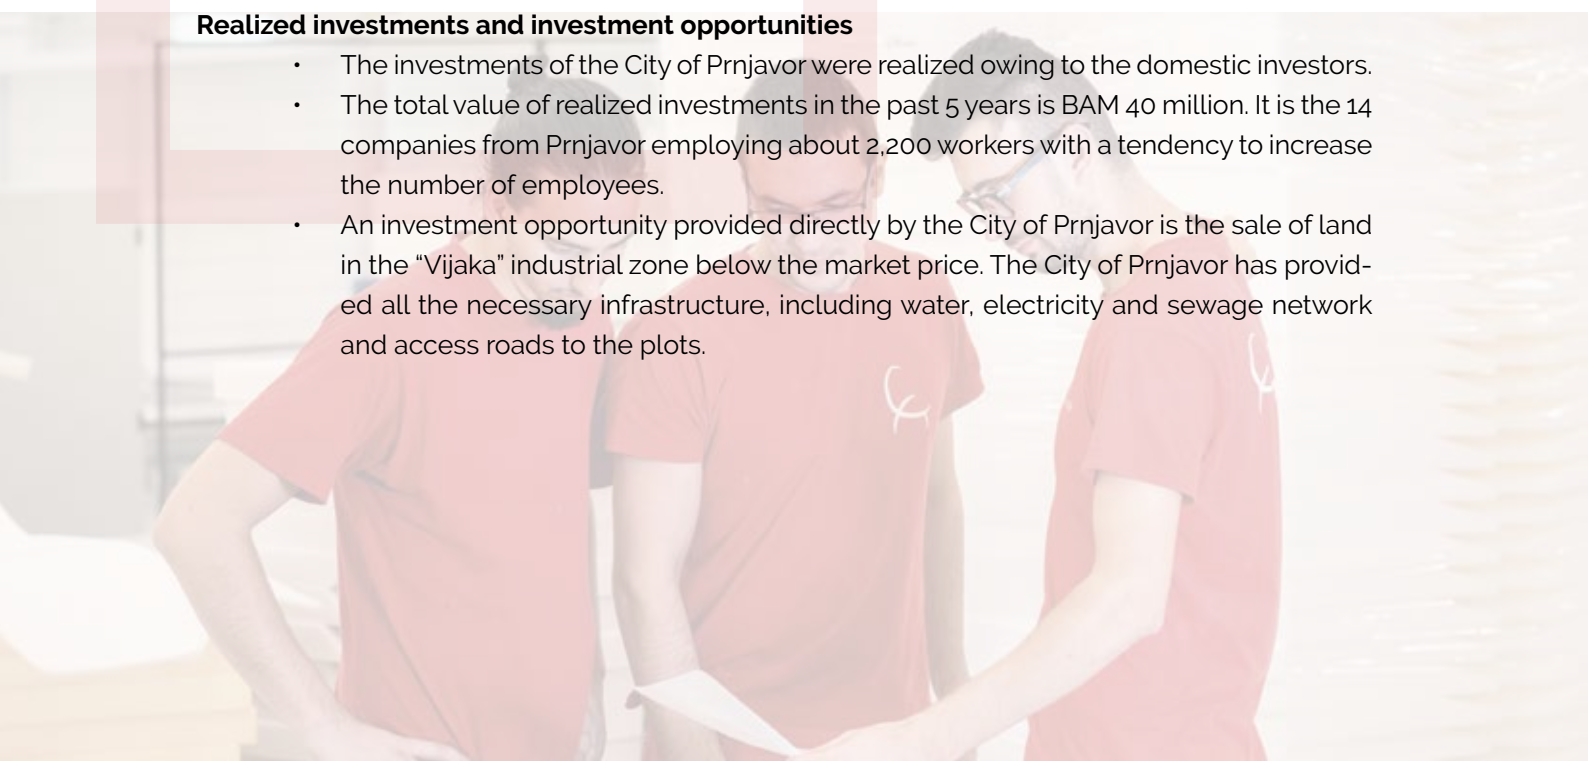 Realized investments and investment opportunities
• The investments of the City of Prnjavor were realized owing to the domestic investors.
• The total value of realized investments in the past 5 years is BAM 40 million. It is the 14
companies from Prnjavor employing about 2,200 workers with a tendency to increase
the number of employees.
• An investment opportunity provided directly by the City of Prnjavor is the sale of land
in the “Vijaka” industrial zone below the market price. The City of Prnjavor has provid-
ed all the necessary infrastructure, including water, electricity and sewage network
and access roads to the plots.